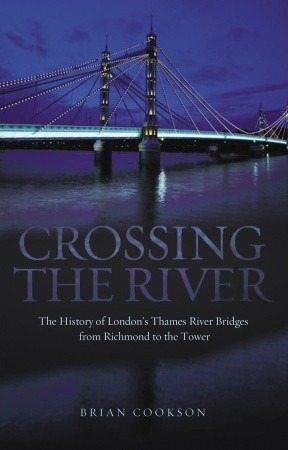 CROSSING
THE RIVER
The History of London's Thames River Bridges
from Richmond to the Tower
BRIAN COOKSON